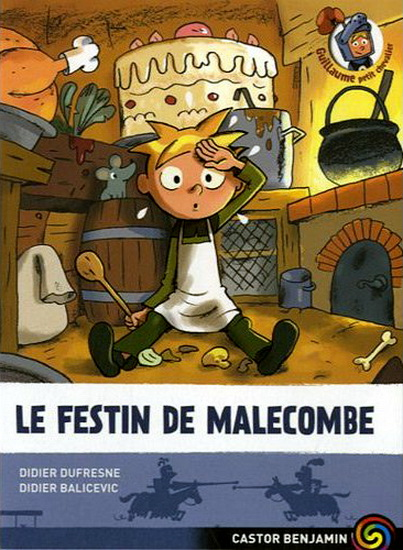 Guillaume petit chevalier
LE FESTIN DE MALECOMBE
DIDIER DUFRESNE
DIDIER BALICEVIC
CASTOR BENJAMIN